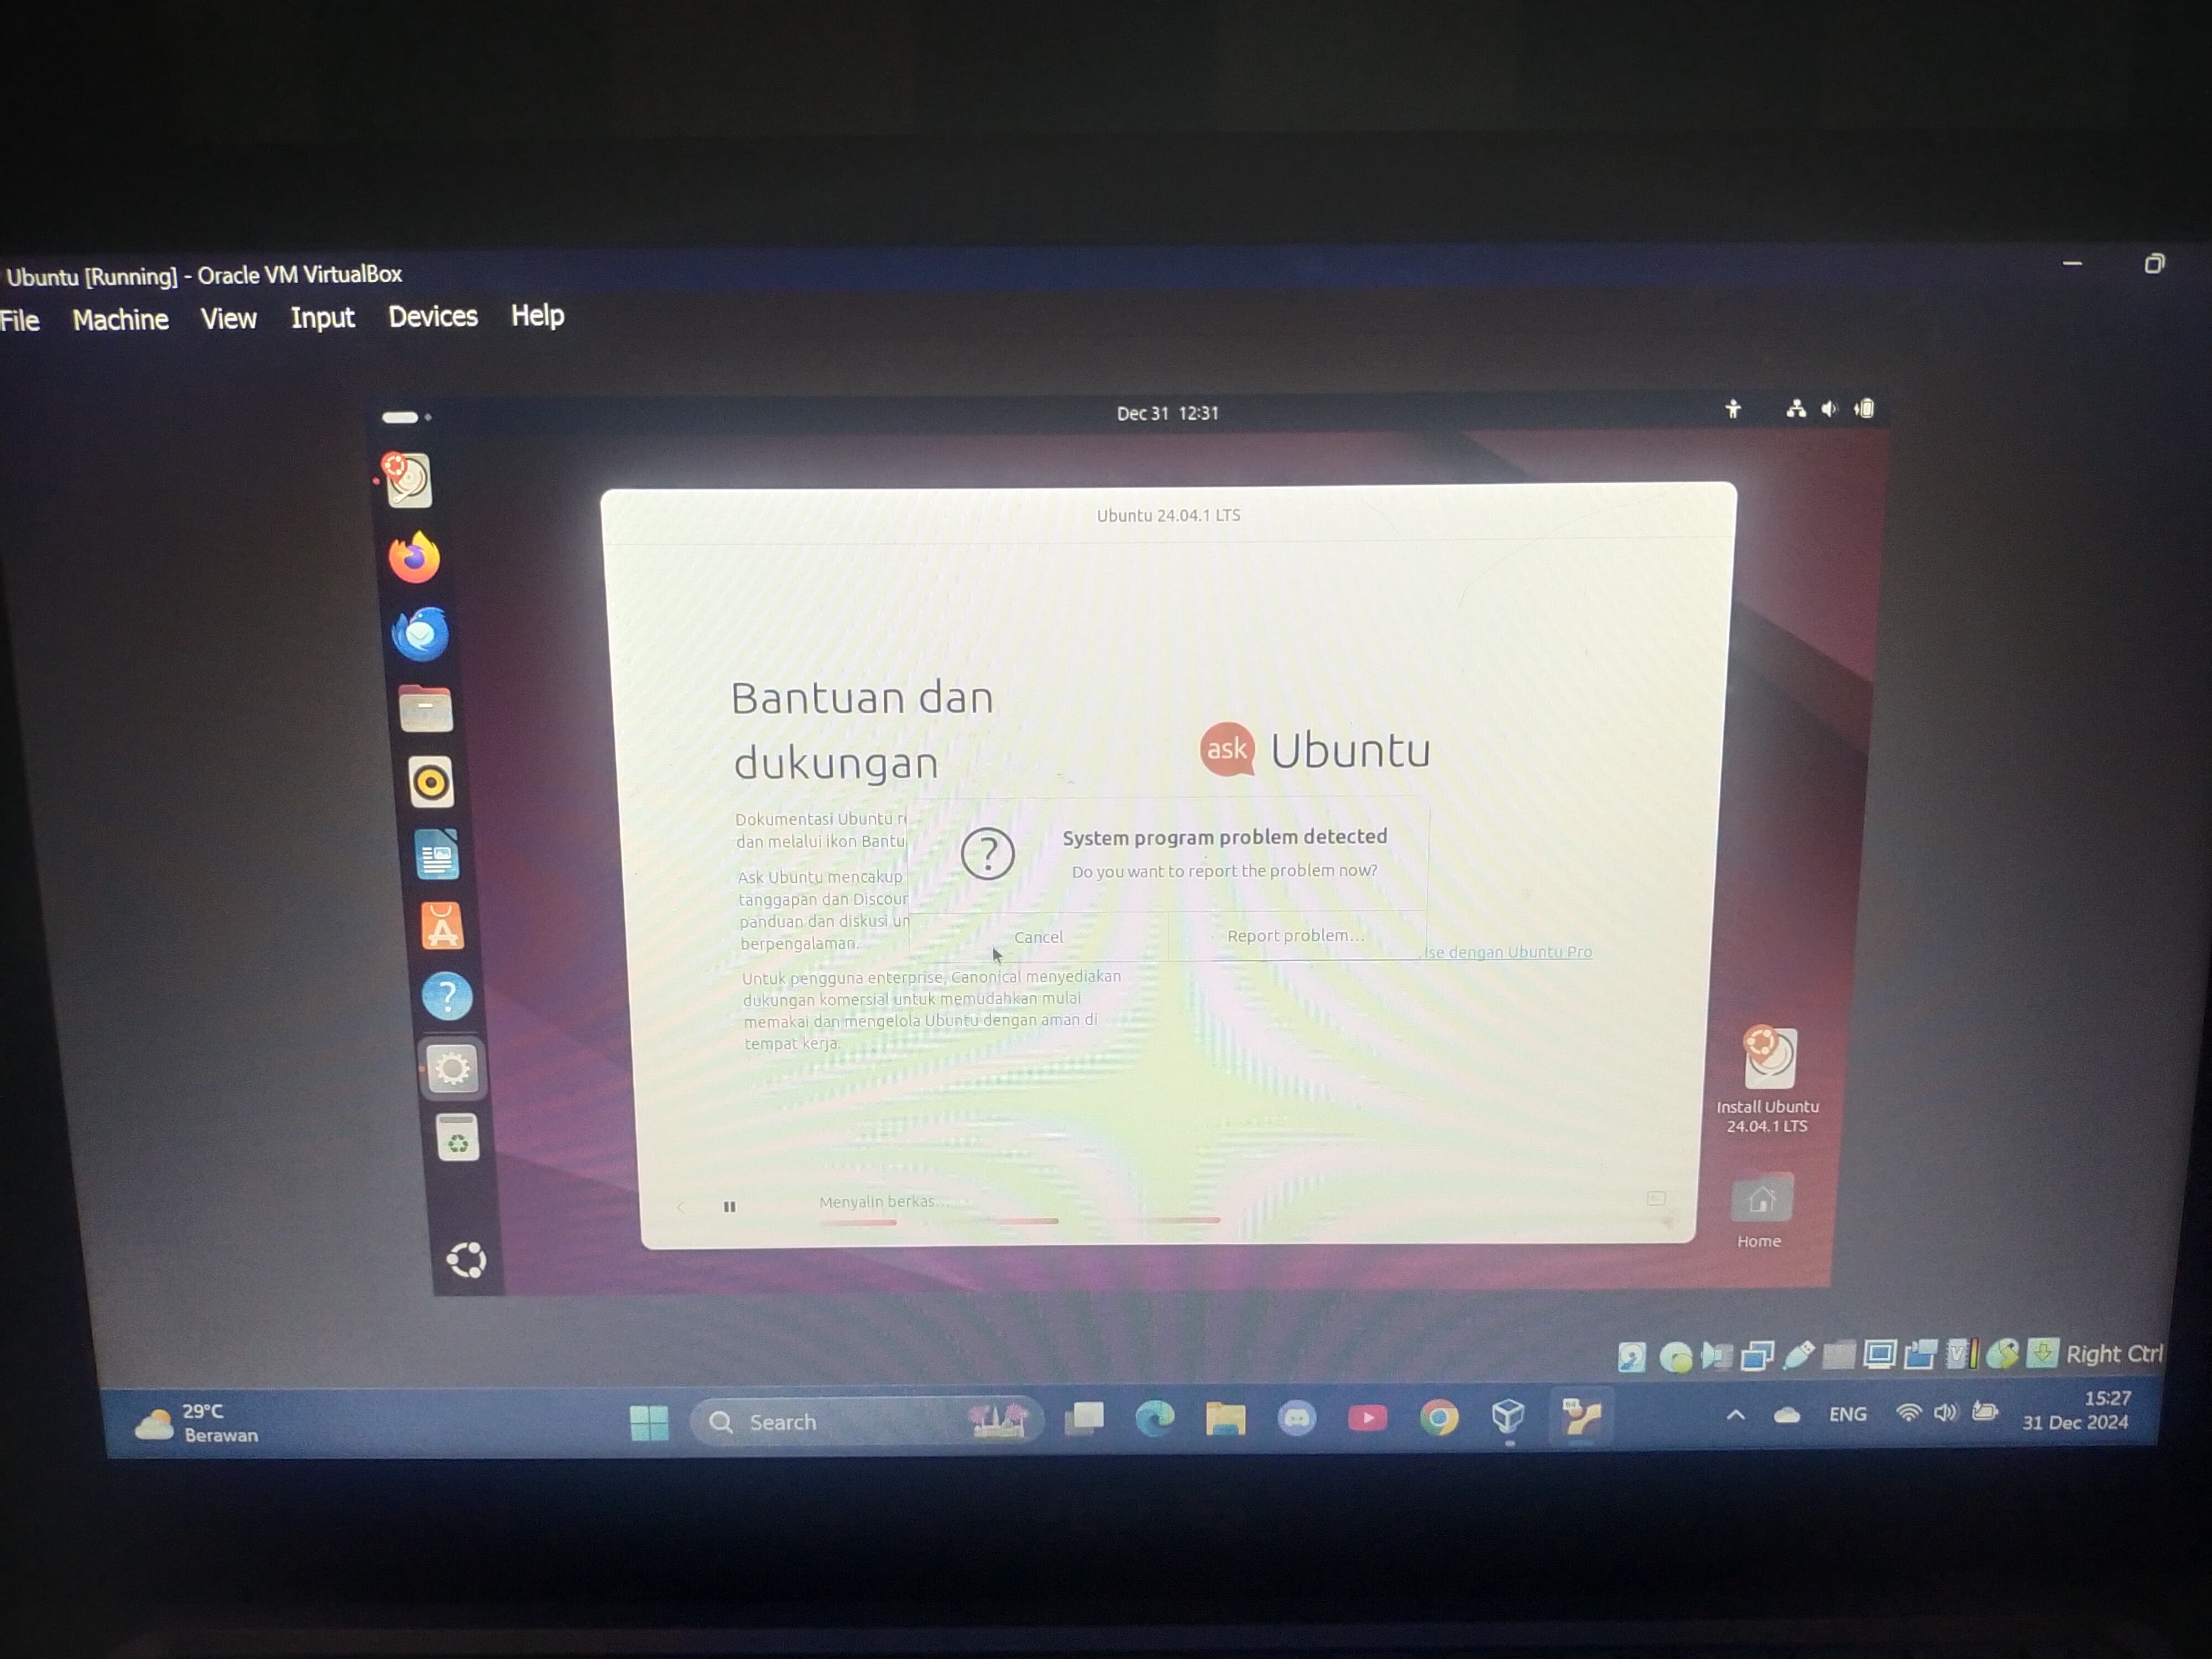 Ubuntu [Running] - Oracle VM VirtualBox
File Machine View Input Devices Help
Dec 31 12:31
Ubuntu 24.04.1 LTS
Bantuan dan
dukungan
ask Ubuntu
Dokumentasi Ubuntu
dan melalui ikon Bantu
Ask Ubuntu mencakup
tanggapan dan Discour
panduan dan diskusi un
berpengalaman.
System program problem detected
Do you want to report the problem now?
Cancel
Report problem...
lse dengan Ubuntu Pro
Untuk pengguna enterprise, Canonical menyediakan
dukungan komersial untuk memudahkan mulai
memakai dan mengelola Ubuntu dengan aman di
tempat kerja.
Menyalin berkas...
Install Ubuntu
24.04.1 LTS
Home
Right Ctrl
29°C
Berawan
Search
64
ENG
15:27
31 Dec 2024